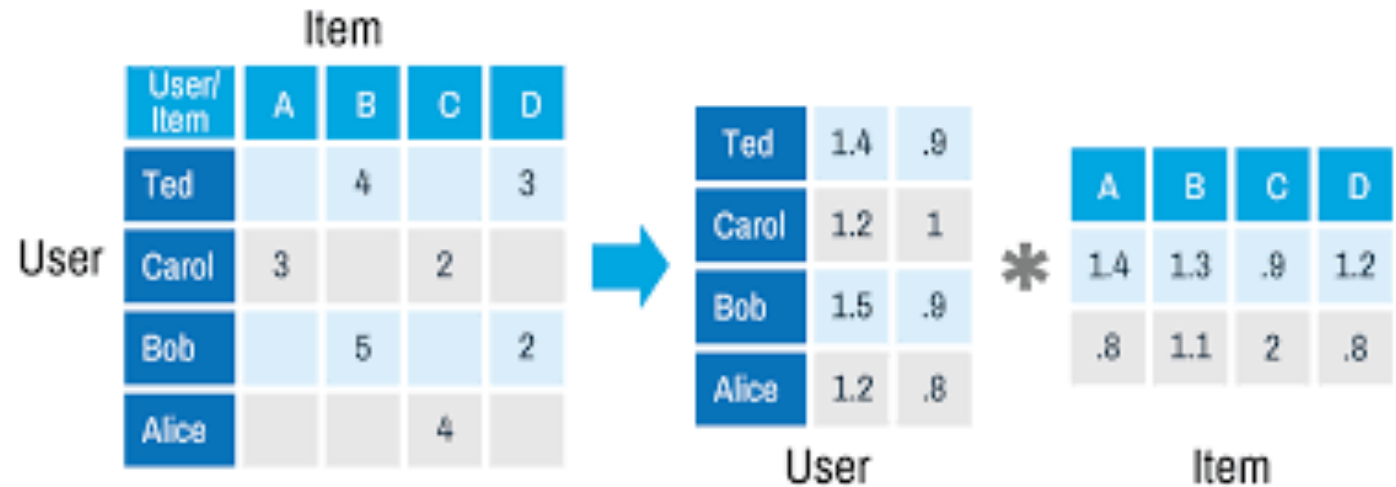 Item
User/
Item A B C D
Ted 4 3
User Carol 3 2
Bob 5 2
Alice 4
Ted 1.4 .9
Carol 1.2 1
Bob 1.5 .9
Alice 1.2 .8
User
*
A B C D
1.4 1.3 .9 1.2
.8 1.1 2 .8
Item